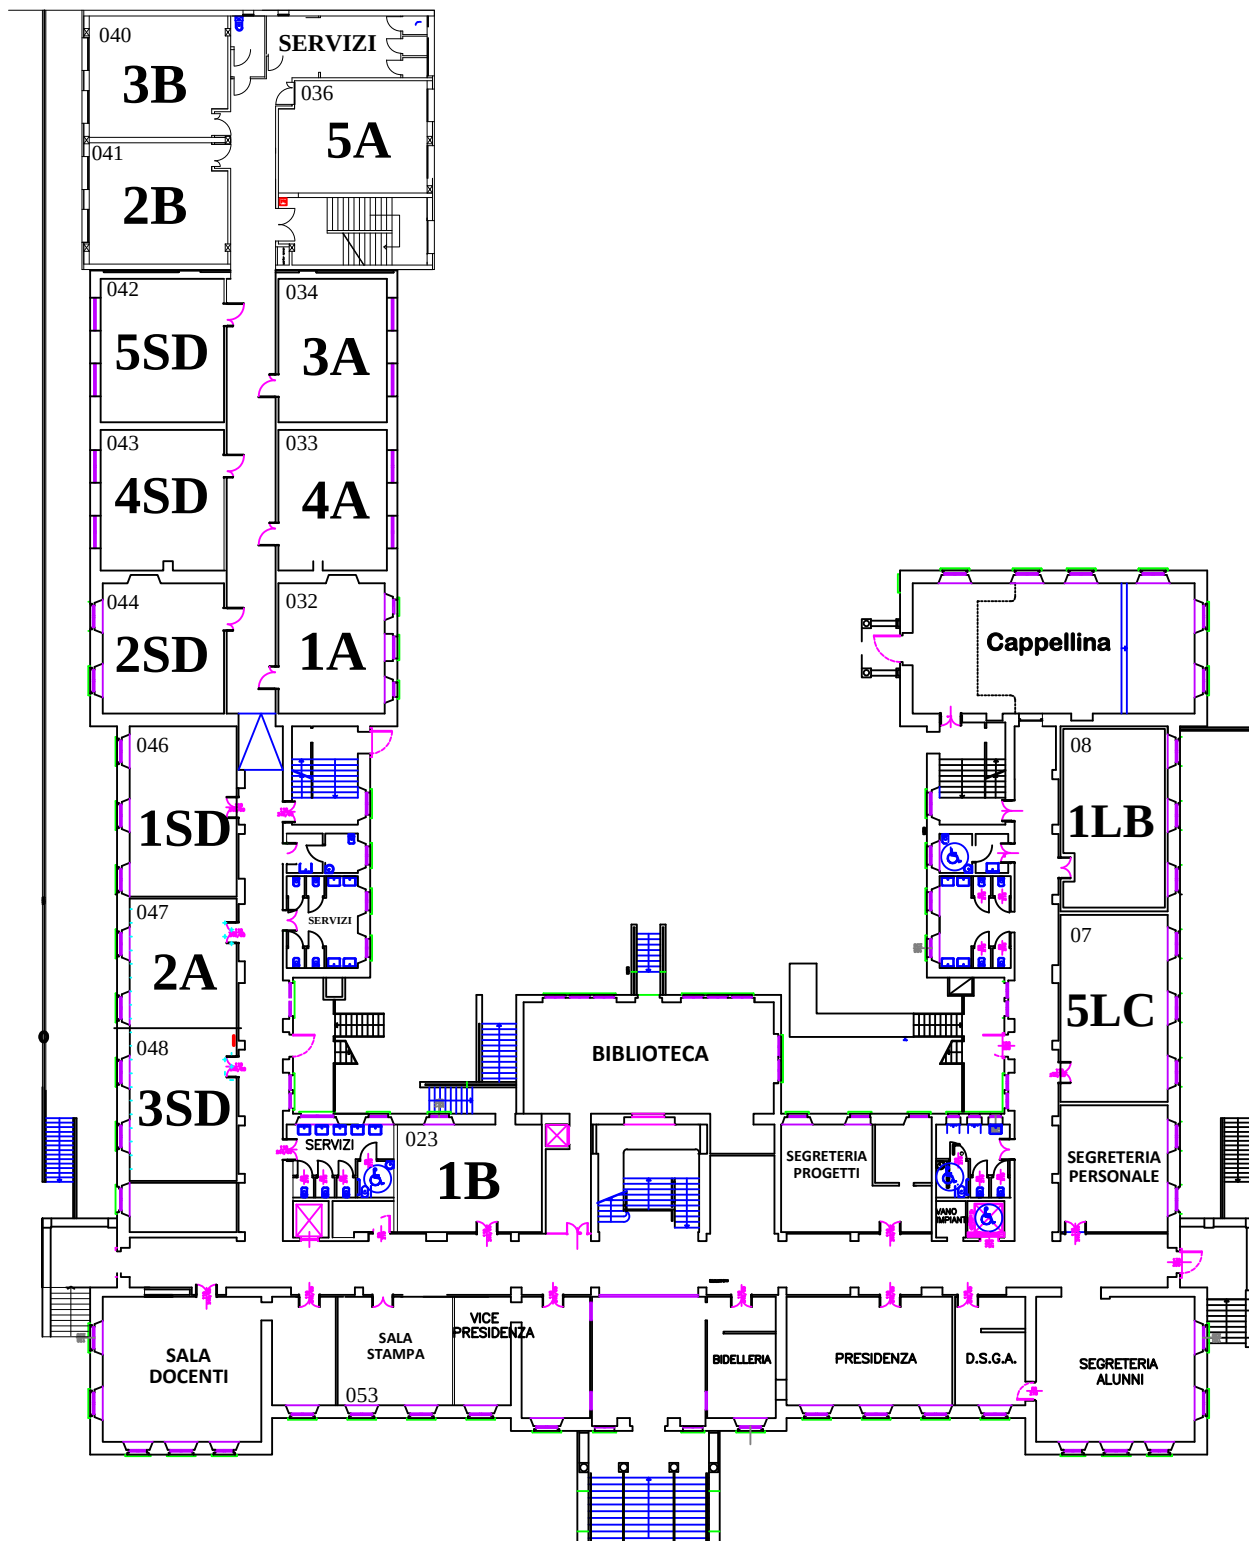 040
3B
SERVIZI
036
5A
041
2B
042
5SD
034
3A
043
4SD
033
4A
044
2SD
032
1A
Cappellina
046
1SD
08
1LB
047
2A
SERVIZI
07
5LC
048
3SD
BIBLIOTECA
SERVIZI
023
1B
SEGRETERIA
PROGETTI
VANO
IMPIANTI
SEGRETERIA
PERSONALE
SALA
DOCENTI
SALA
STAMPA
053
VICE
PRESIDENZA
BIDELLERIA
PRESIDENZA
D.S.G.A.
SEGRETERIA
ALUNNI